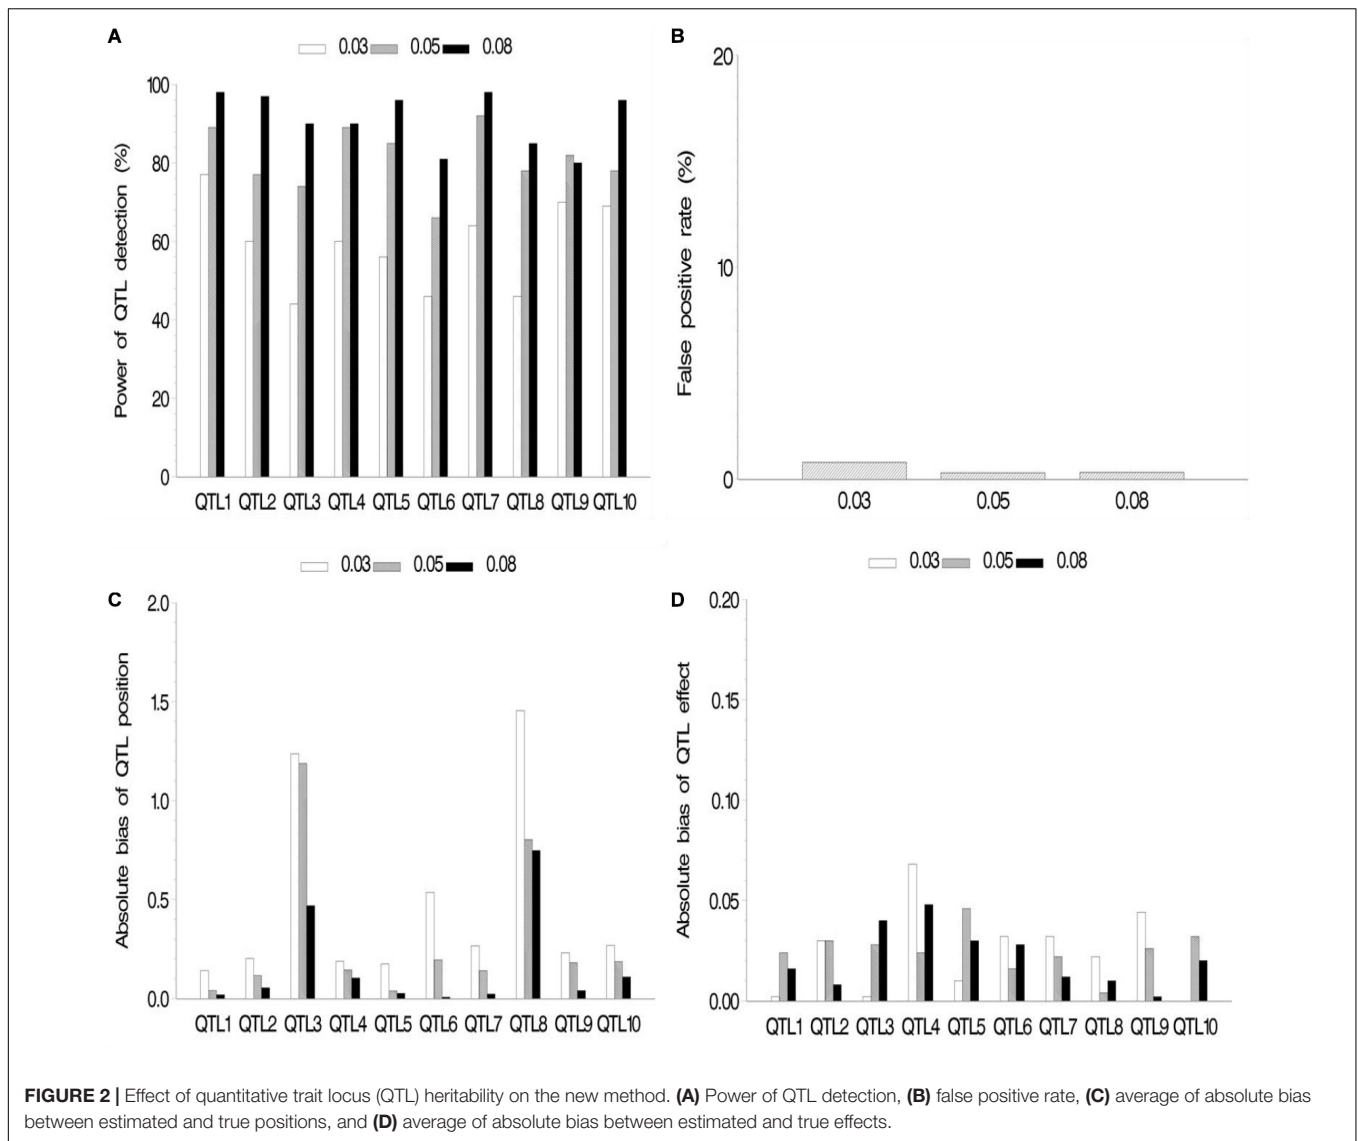 A
0.03 0.05 0.08
Power of QTL detection (%)
100
80
60
40
20
0
QTL1 QTL2 QTL3 QTL4 QTL5 QTL6 QTL7 QTL8 QTL9 QTL10
B
False positive rate (%)
20
10
0
0.03 0.05 0.08
C
0.03 0.05 0.08
Absolute bias of QTL position
2.0
1.5
1.0
0.5
0.0
QTL1 QTL2 QTL3 QTL4 QTL5 QTL6 QTL7 QTL8 QTL9 QTL10
D
0.03 0.05 0.08
Absolute bias of QTL effect
0.20
0.15
0.10
0.05
0.00
QTL1 QTL2 QTL3 QTL4 QTL5 QTL6 QTL7 QTL8 QTL9 QTL10
FIGURE 2 | Effect of quantitative trait locus (QTL) heritability on the new method. (A) Power of QTL detection, (B) false positive rate, (C) average of absolute bias
between estimated and true positions, and (D) average of absolute bias between estimated and true effects.